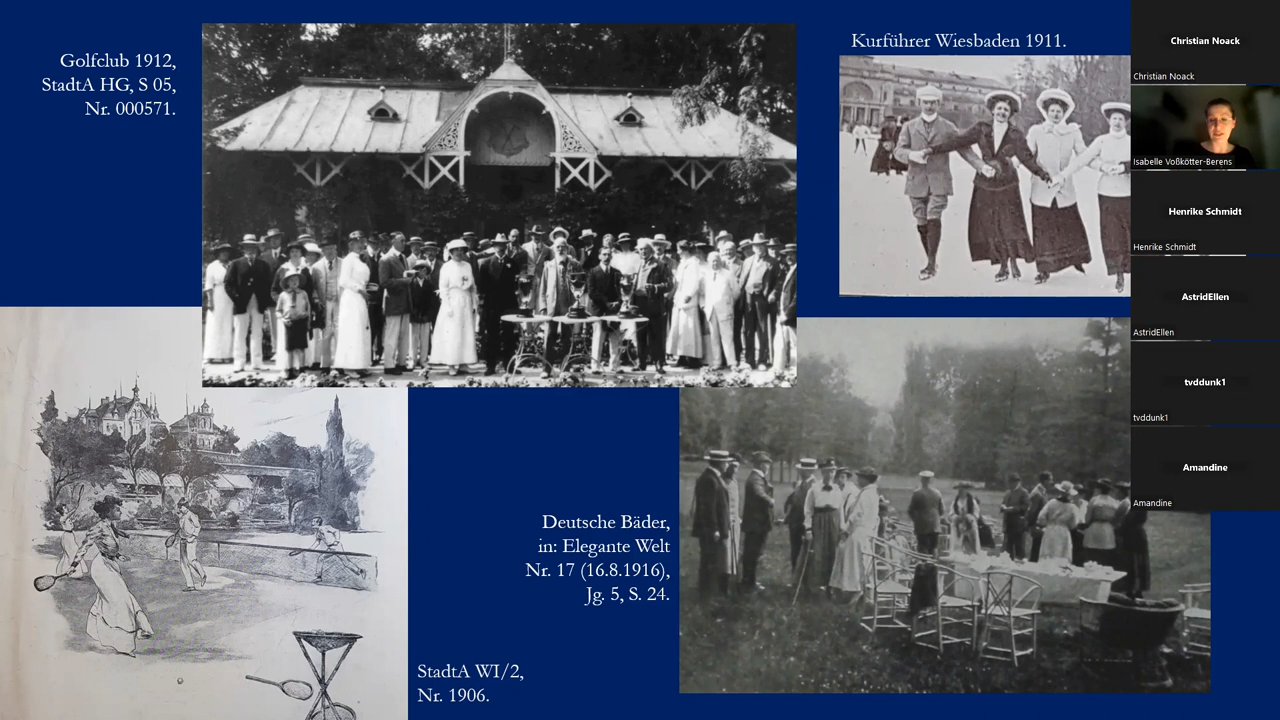 Golfclub 1912,
StadtA HG, S 05,
Nr. 000571.
Kurführer Wiesbaden 1911.
Deutsche Bäder,
in: Elegante Welt
Nr. 17 (16.8.1916),
Jg. 5, S. 24.
StadtA WI/2,
Nr. 1906.
Christian Noack
Christian Noack
Isabelle Voßkötter-Berens
Henrike Schmidt
Henrike Schmidt
AstridEllen
AstridEllen
tvddunk1
tvddunk1
Amandine
Amandine